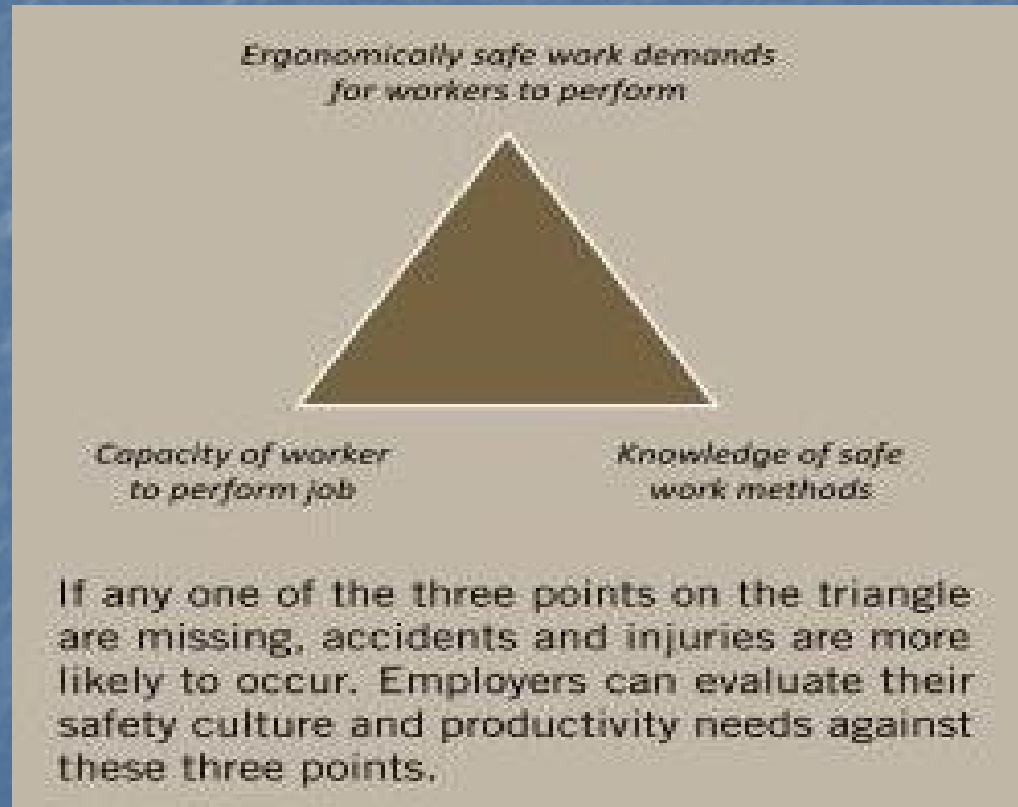 Ergonomically safe work demands
for workers to perform
Capacity of worker
to perform job
Knowledge of safe
work methods
If any one of the three points on the triangle
are missing, accidents and injuries are more
likely to occur. Employers can evaluate their
safety culture and productivity needs against
these three points.